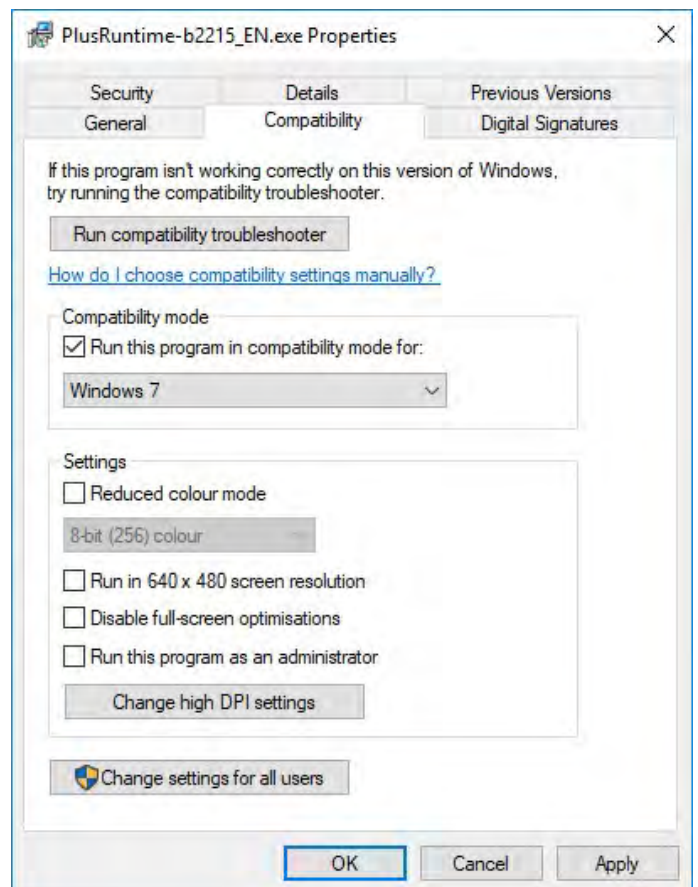 PlusRuntime-b2215_EN.exe Properties
Security Details Previous Versions
General Compatibility Digital Signatures
If this program isn't working correctly on this version of Windows,
try running the compatibility troubleshooter.
Run compatibility troubleshooter
How do I choose compatibility settings manually?
Compatibility mode
Run this program in compatibility mode for:
Windows 7
Settings
Reduced colour mode
8-bit (256) colour
Run in 640 x 480 screen resolution
Disable full-screen optimisations
Run this program as an administrator
Change high DPI settings
Change settings for all users
OK Cancel Apply